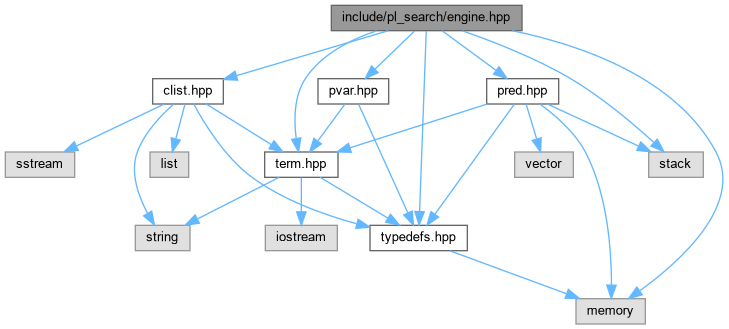 include/pl_search/engine.hpp
clist.hpp
pvar.hpp
pred.hpp
sstream
list
term.hpp
vector
stack
string
iostream
typedefs.hpp
memory